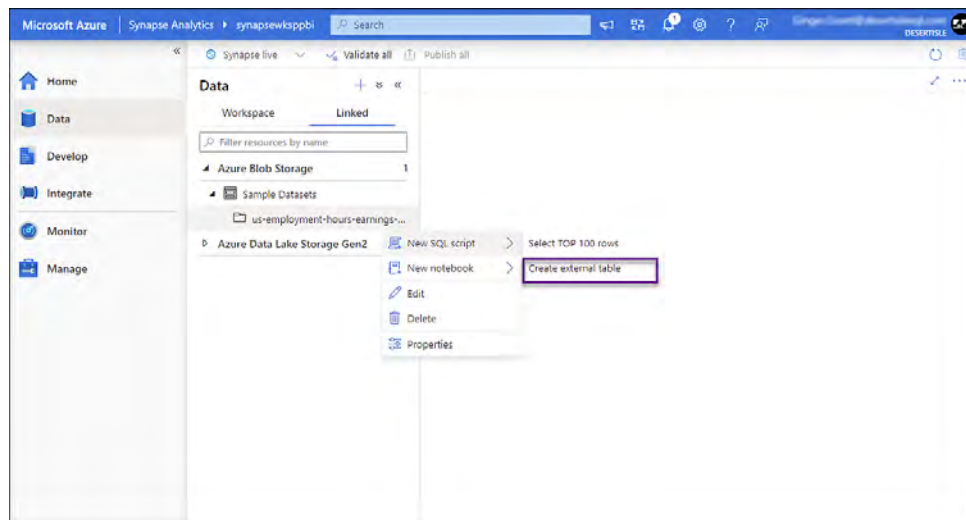 Microsoft Azure | Synapse Analytics ▸ synapsewksppbi Search
DESERTISLE
Synapse live Validate all Publish all
Home
Data
Develop
Integrate
Monitor
Manage
Data
Workspace Linked
Filter resources by name
Azure Blob Storage 1
Sample Datasets
us-employment-hours-earnings-...
Azure Data Lake Storage Gen2
New SQL script
New notebook
Edit
Delete
Properties
Select TOP 100 rows
Create external table